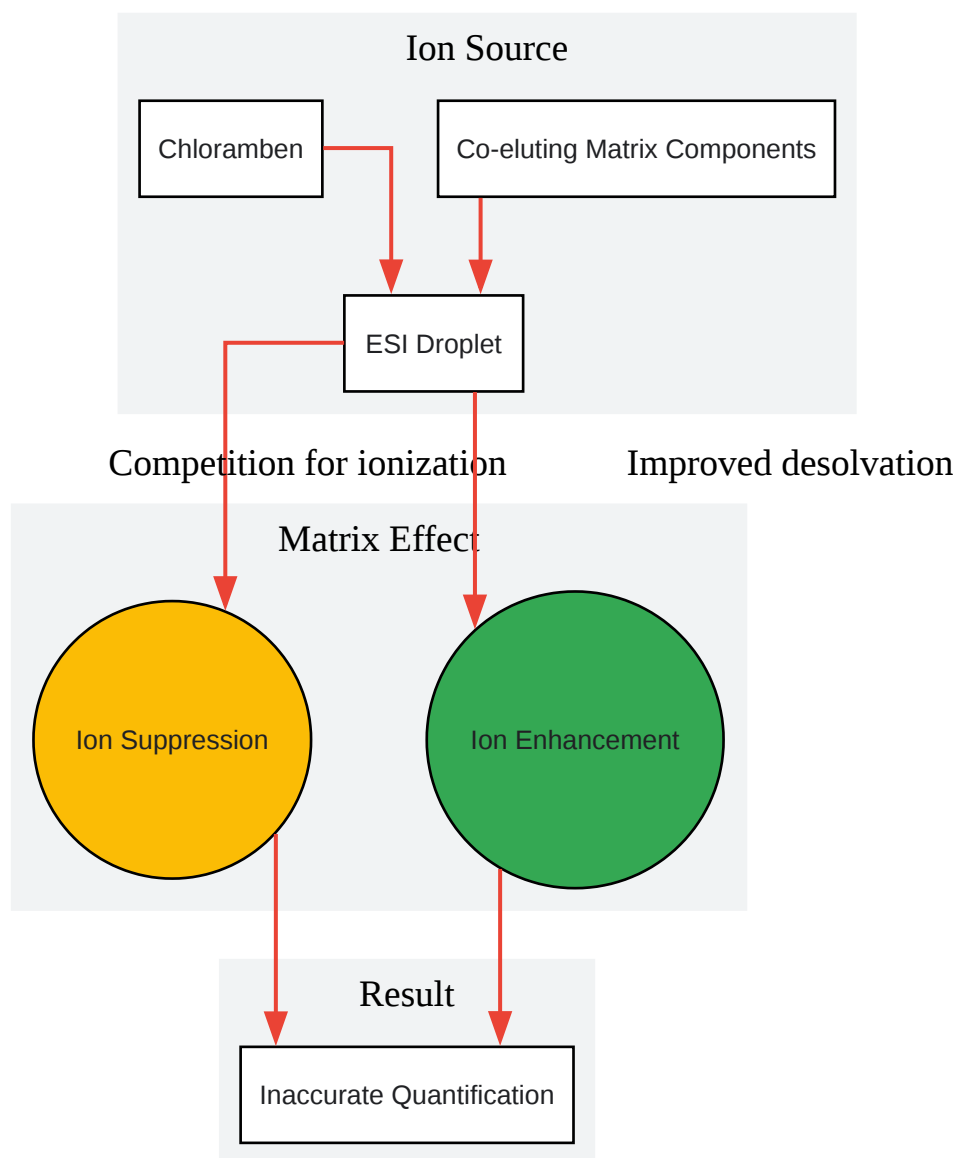 Ion Source
Chloramben
Co-eluting Matrix Components
ESI Droplet
Competition for ionization
Improved desolvation
Matrix Effect
Ion Suppression
Ion Enhancement
Result
Inaccurate Quantification